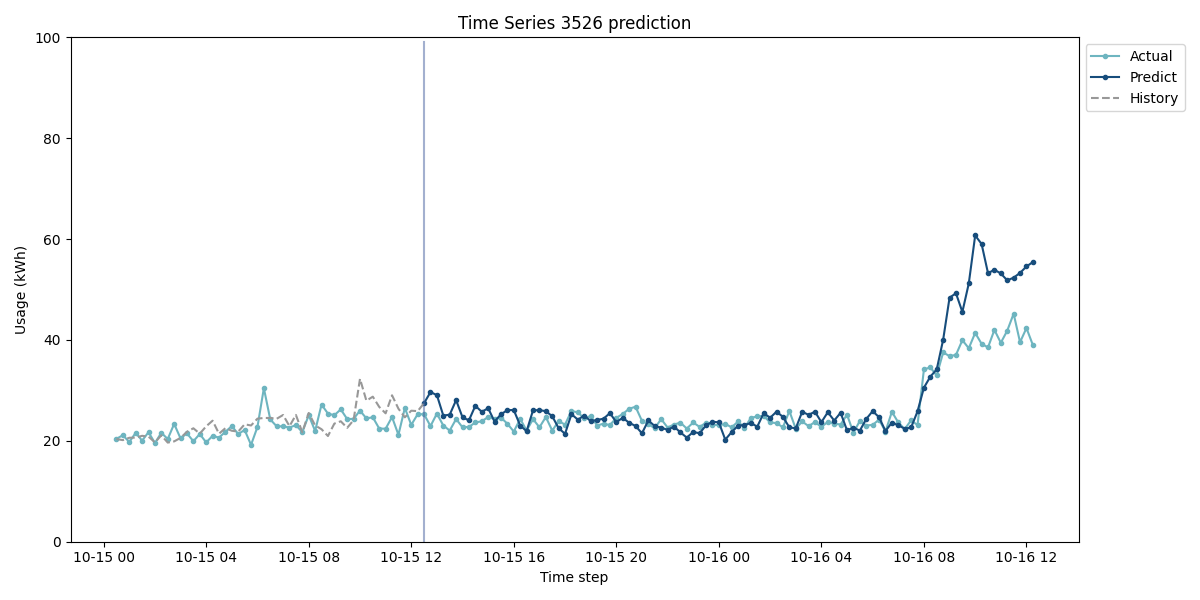 Time Series 3526 prediction
100
80
60
40
20
0
Usage (kWh)
10-15 00
10-15 04
10-15 08
10-15 12
10-15 16
10-15 20
10-16 00
10-16 04
10-16 08
10-16 12
Time step
Actual
Predict
History